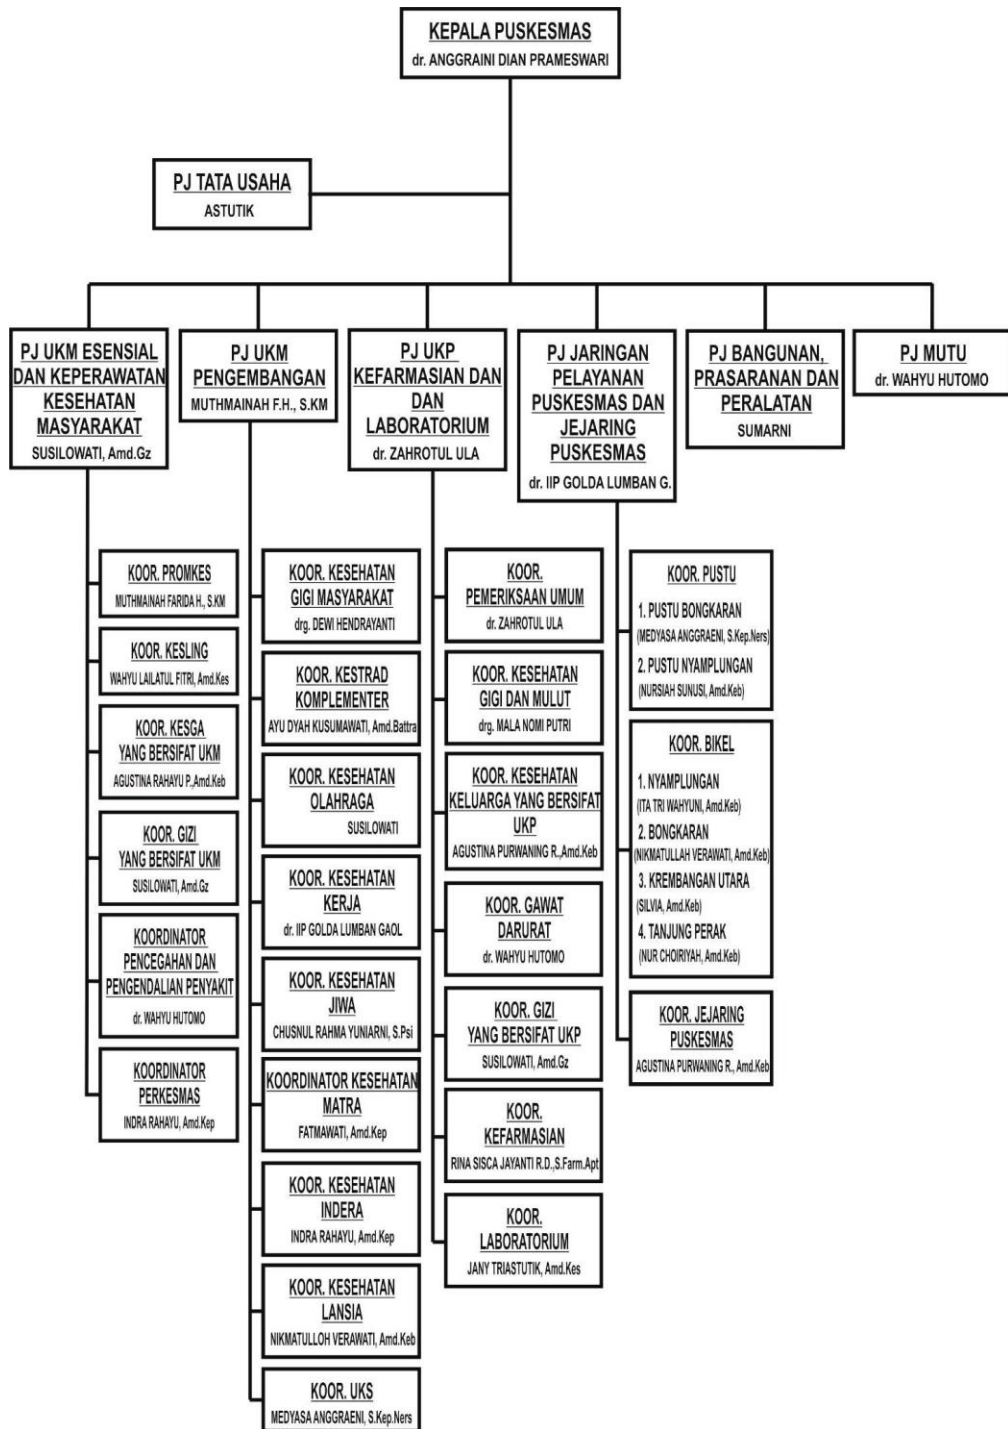 KEPALA PUSKESMAS
dr. ANGGRAINI DIAN PRAMESWARI
PJ TATA USAHA
ASTUTIK
PJ UKM ESENSIAL
DAN KEPERAWATAN
KESEHATAN
MASYARAKAT
SUSILOWATI, Amd.Gz
PJ UKM
PENGEMBANGAN
MUTHMAINAH F.H., S.KM
PJ UKP
KEFARMASIAN DAN
DAN
LABORATORIUM
dr. ZAHROTUL ULA
PJ JARINGAN
PELAYANAN
PUSKESMAS DAN
JEJARING
PUSKESMAS
dr. IIP GOLDA LUMBAN G.
PJ BANGUNAN,
PRASARANAN DAN
PERALATAN
SUMARNI
PJ MUTU
dr. WAHYU HUTOMO
KOOR. PROMKES
MUTHMAINAH FARIDA H., S.KM
KOOR. KESLING
WAHYU LAILATUL FITRI, Amd.Kes
KOOR. KESGA
YANG BERSIFAT UKM
AGUSTINA RAHAYU P.,Amd.Keb
KOOR. GIZI
YANG BERSIFAT UKM
SUSILOWATI, Amd.Gz
KOORDINATOR
PENCEGAHAN DAN
PENGENDALIAN PENYAKIT
dr. WAHYU HUTOMO
KOORDINATOR
PERKESMAS
INDRA RAHAYU, Amd.Kep
KOOR. KESEHATAN
GIGI MASYARAKAT
drg. DEWI HENDRAYANTI
KOOR. KESTRAD
KOMPLEMENTER
AYU DYAH KUSUMAWATI, Amd.Battra
KOOR. KESEHATAN
OLAHRAGA
SUSILOWATI
KOOR. KESEHATAN
KERJA
dr. IIP GOLDA LUMBAN GAOL
KOOR. KESEHATAN
JIWA
CHUSNUL RAHMA YUNIARNI, S.Psi
KOORDINATOR KESEHATAN
MATRA
FATMAWATI, Amd.Kep
KOOR. KESEHATAN
INDERA
INDRA RAHAYU, Amd.Kep
KOOR. KESEHATAN
LANSIA
NIKMATULLOH VERAWATI, Amd.Keb
KOOR. UKS
MEDYASA ANGGRAENI, S.Kep.Ners
KOOR.
PEMERIKSAAN UMUM
dr. ZAHROTUL ULA
KOOR. KESEHATAN
GIGI DAN MULUT
drg. MALA NOMI PUTRI
KOOR. KESEHATAN
KELUARGA YANG BERSIFAT
UKP
AGUSTINA PURWANING R.,Amd.Keb
KOOR. GAWAT
DARURAT
dr. WAHYU HUTOMO
KOOR. GIZI
YANG BERSIFAT UKP
SUSILOWATI, Amd.Gz
KOOR.
KEFARMASIAN
RINA SISCA JAYANTI R.D.,S.Farm.Apt
KOOR.
LABORATORIUM
JANY TRIASTUTIK, Amd.Kes
KOOR. PUSTU
1. PUSTU BONGKARAN
(MEDYASA ANGGRAENI, S.Kep.Ners)
2. PUSTU NYAMPLUNGAN
(NURSIAH SUNUSI, Amd.Keb)
KOOR. BIKEL
1. NYAMPLUNGAN
(ITA TRI WAHYUNI, Amd.Keb)
2. BONGKARAN
(NIKMATULLAH VERAWATI, Amd.Keb)
3. KREMBANGAN UTARA
(SILVIA, Amd.Keb)
4. TANJUNG PERAK
(NUR CHOIRIYAH, Amd.Keb)
KOOR. JEJARING
PUSKESMAS
AGUSTINA PURWANING R., Amd.Keb